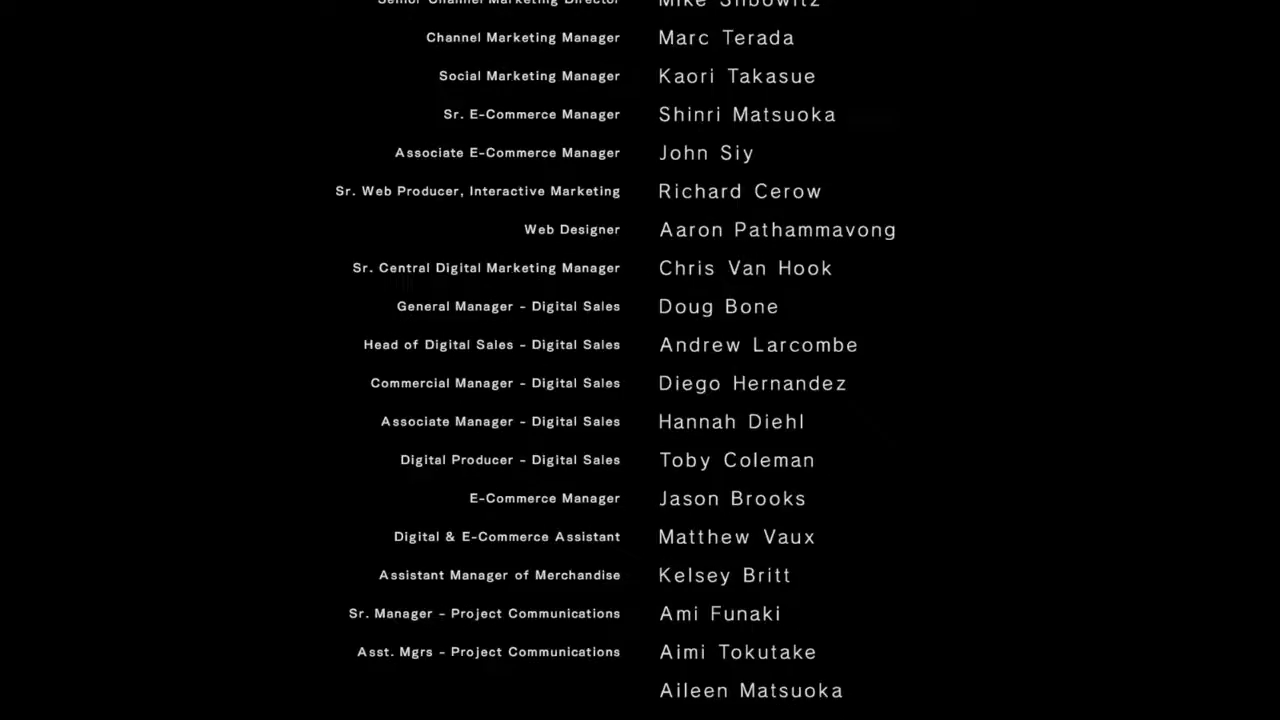 Senior Channel Marketing Director Mike
Channel Marketing Manager Marc Terada
Social Marketing Manager Kaori Takasue
Sr. E-Commerce Manager Shinri Matsuoka
Associate E-Commerce Manager John Siy
Sr. Web Producer, Interactive Marketing Richard Cerow
Web Designer Aaron Pathammavong
Sr. Central Digital Marketing Manager Chris Van Hook
General Manager - Digital Sales Doug Bone
Head of Digital Sales - Digital Sales Andrew Larcombe
Commercial Manager - Digital Sales Diego Hernandez
Associate Manager - Digital Sales Hannah Diehl
Digital Producer - Digital Sales Toby Coleman
E-Commerce Manager Jason Brooks
Digital & E-Commerce Assistant Matthew Vaux
Assistant Manager of Merchandise Kelsey Britt
Sr. Manager - Project Communications Ami Funaki
Asst. Mgrs - Project Communications Aimi Tokutake
Aileen Matsuoka